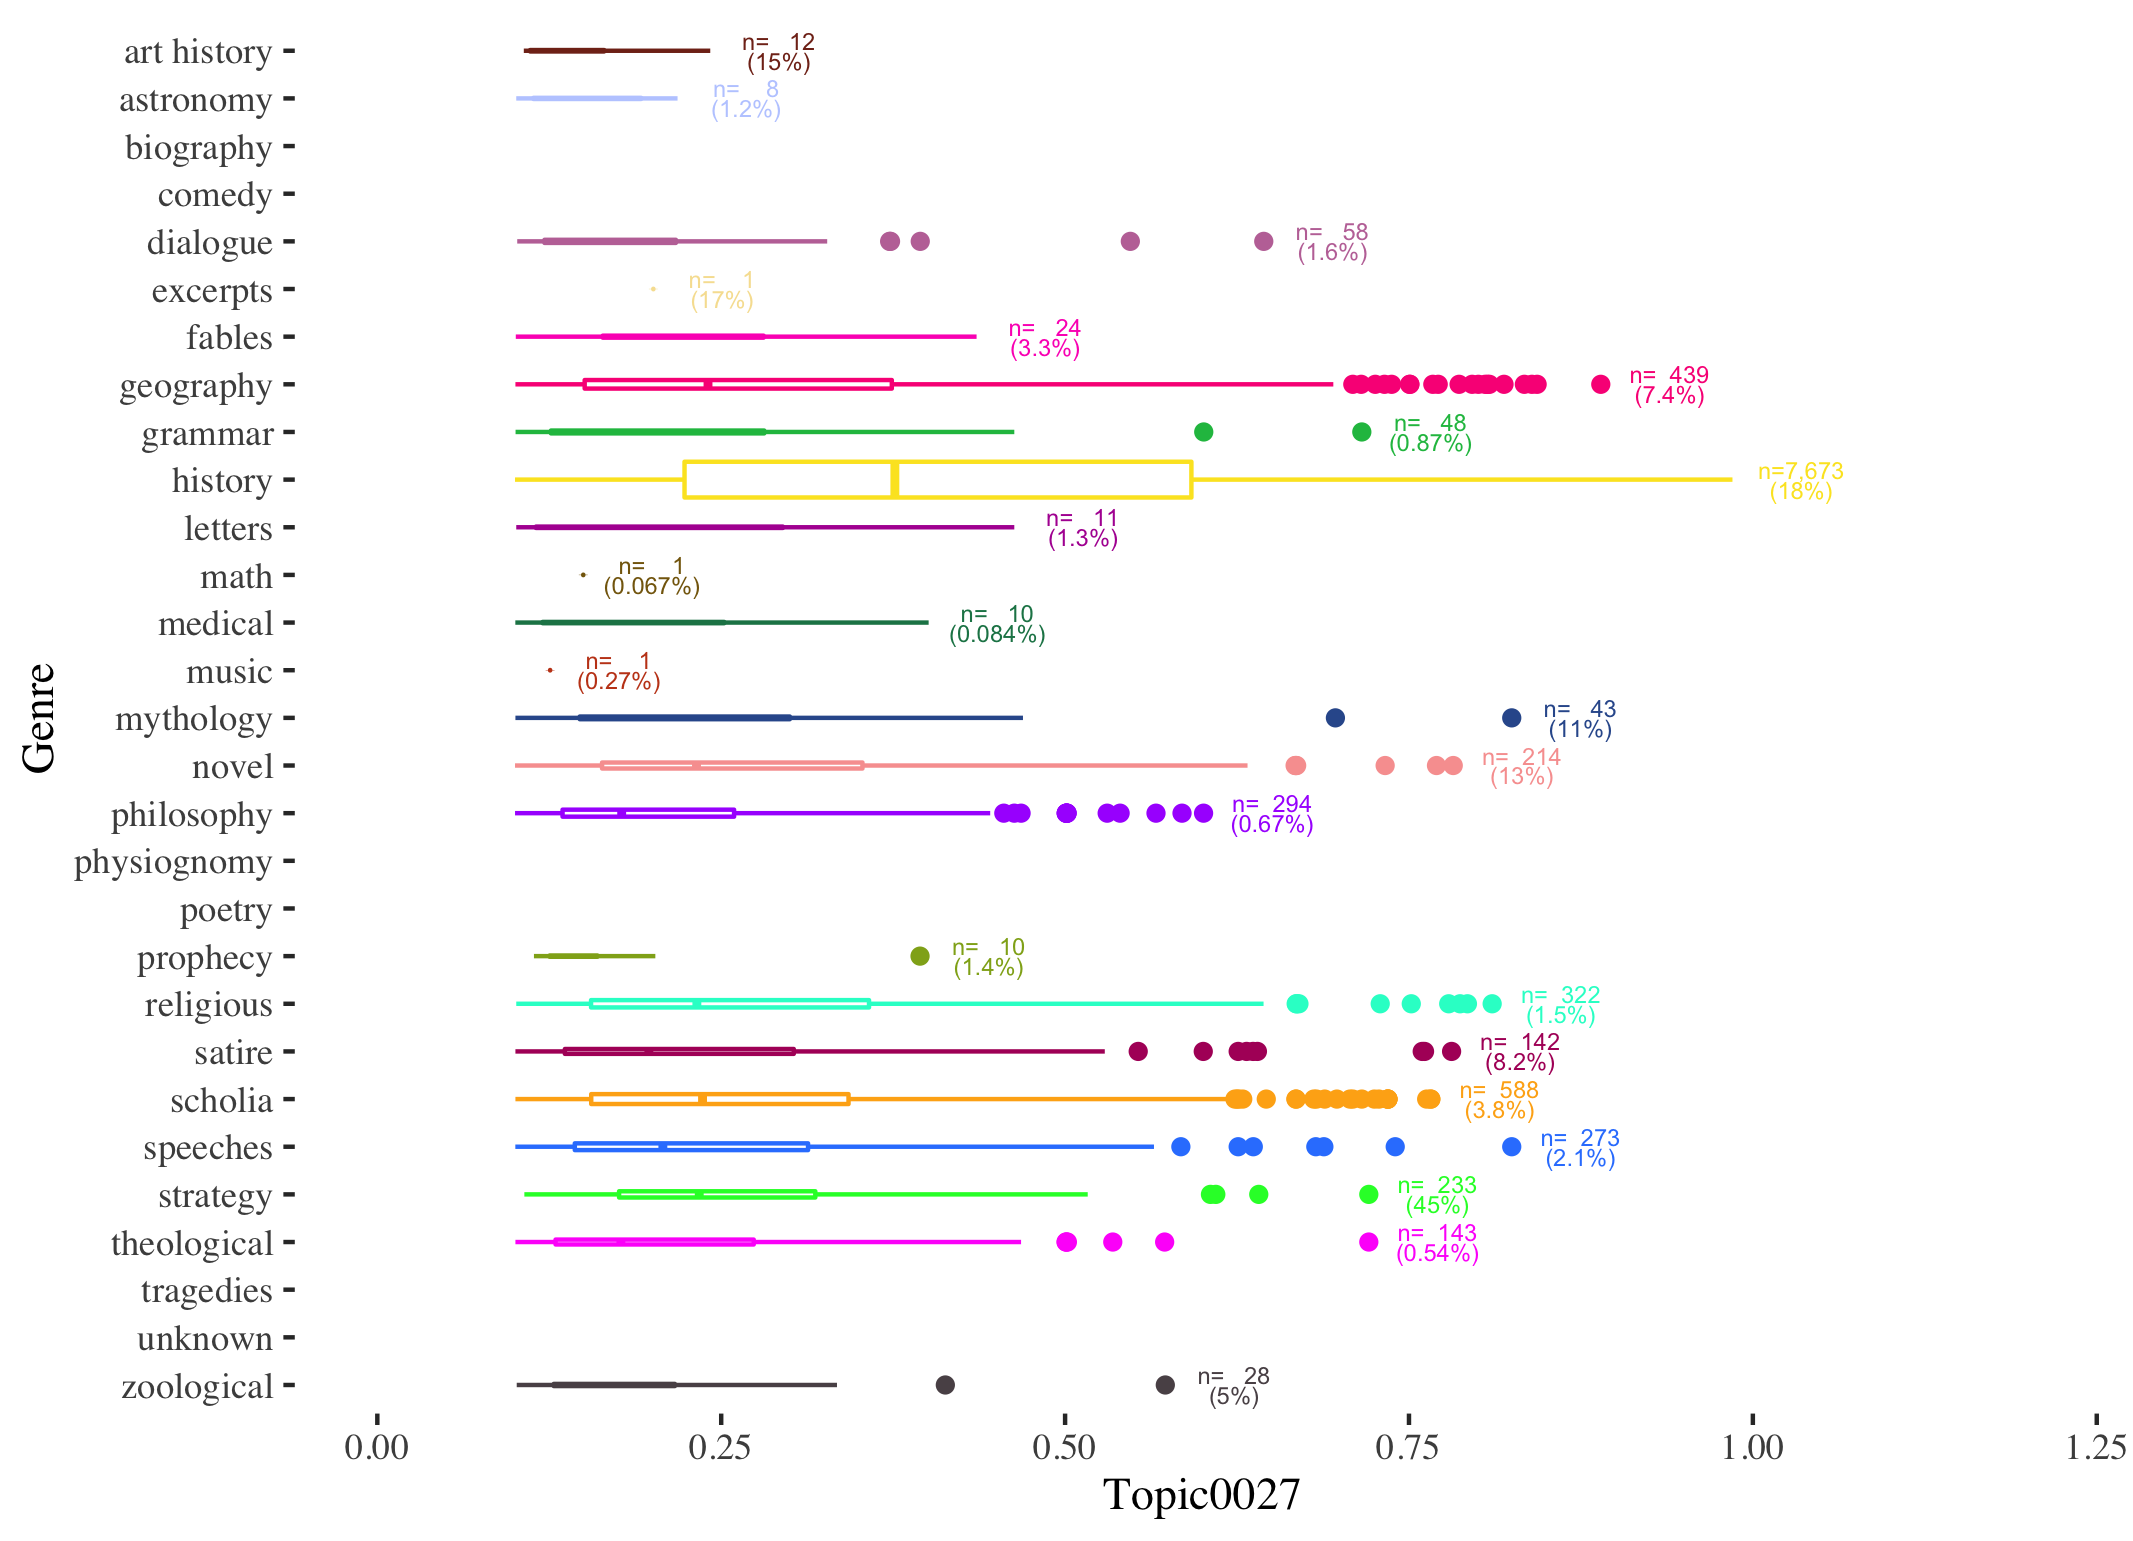 art history
n= 12
(15%)
astronomy
n= 8
(1.2%)
biography
comedy
dialogue
n= 58
(1.6%)
excerpts
n= 1
(17%)
fables
n= 24
(3.3%)
geography
n= 439
(7.4%)
grammar
n= 48
(0.87%)
history
n=7,673
(18%)
letters
n= 11
(1.3%)
math
n= 1
(0.067%)
medical
n= 10
(0.084%)
music
n= 1
(0.27%)
mythology
n= 43
(11%)
novel
n= 214
(13%)
philosophy
n= 294
(0.67%)
physiognomy
poetry
prophecy
n= 10
(1.4%)
religious
n= 322
(1.5%)
satire
n= 142
(8.2%)
scholia
n= 588
(3.8%)
speeches
n= 273
(2.1%)
strategy
n= 233
(45%)
theological
n= 143
(0.54%)
tragedies
unknown
zoological
n= 28
(5%)
Genre
0.00 0.25 0.50 0.75 1.00 1.25
Topic0027